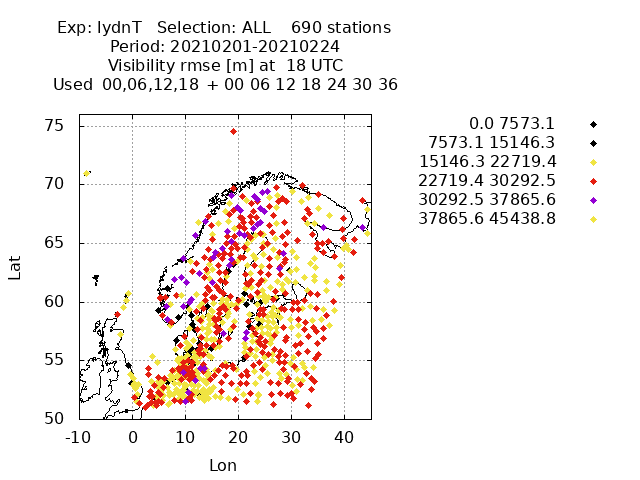 Exp: IydnT   Selection: ALL    690 stations
Period: 20210201-20210224
Visibility rmse [m] at  18 UTC
Used  00,06,12,18  + 00 06 12 18 24 30 36
0.0 7573.1
7573.1 15146.3
15146.3 22719.4
22719.4 30292.5
30292.5 37865.6
37865.6 45438.8
75
70
65
60
55
50
Lat
-10 0 10 20 30 40
Lon